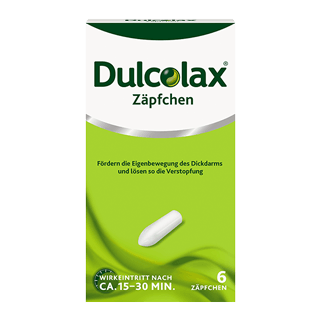 Dulcolax®
Zäpfchen
Fördern die Eigenbewegung des Dickdarms
und lösen so die Verstopfung
WIRKEINTRITT NACH
CA. 15–30 MIN.
6
ZÄPFCHEN